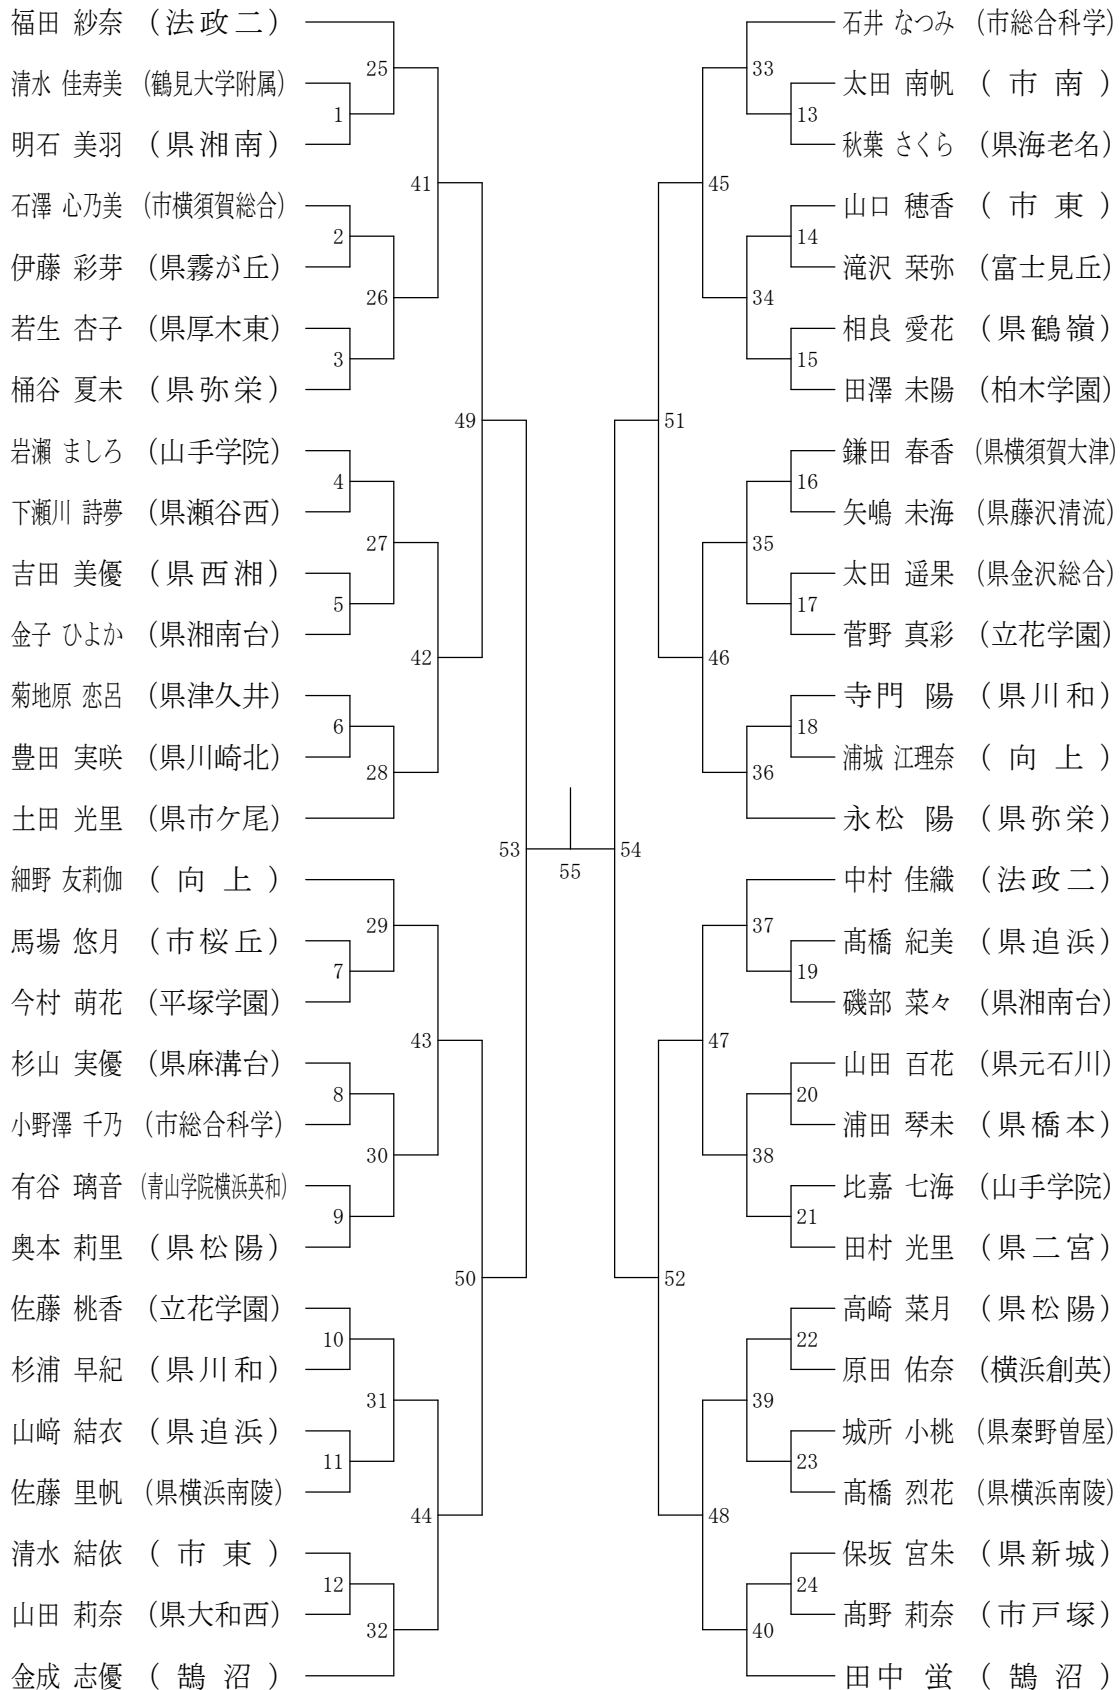 福田 紗奈 (法政二)
25
清水 佳寿美 (鶴見大学附属)
1
明石 美羽 (県湘南)
41
石澤 心乃美 (市横須賀総合)
2
伊藤 彩芽 (県霧が丘)
26
若生 杏子 (県厚木東)
3
桶谷 夏未 (県弥栄)
49
岩瀬 ましろ (山手学院)
4
下瀬川 詩夢 (県瀬谷西)
27
吉田 美優 (県西湘)
5
金子 ひよか (県湘南台)
42
菊地原 恋呂 (県津久井)
6
豊田 実咲 (県川崎北)
28
土田 光里 (県市ケ尾)
53
細野 友莉伽 (向上)
29
馬場 悠月 (市桜丘)
7
今村 萌花 (平塚学園)
43
杉山 実優 (県麻溝台)
8
小野澤 千乃 (市総合科学)
30
有谷 璃音 (青山学院横浜英和)
9
奥本 莉里 (県松陽)
50
佐藤 桃香 (立花学園)
10
杉浦 早紀 (県川和)
31
山﨑 結衣 (県追浜)
11
佐藤 里帆 (県横浜南陵)
44
清水 結依 (市東)
12
山田 莉奈 (県大和西)
32
金成 志優 (鵠沼)
55
石井 なつみ (市総合科学)
33
太田 南帆 (市南)
13
秋葉 さくら (県海老名)
45
山口 穂香 (市東)
14
滝沢 栞弥 (富士見丘)
34
相良 愛花 (県鶴嶺)
15
田澤 未陽 (柏木学園)
51
鎌田 春香 (県横須賀大津)
16
矢嶋 未海 (県藤沢清流)
35
太田 遥果 (県金沢総合)
17
菅野 真彩 (立花学園)
46
寺門 陽 (県川和)
18
浦城 江理奈 (向上)
36
永松 陽 (県弥栄)
54
中村 佳織 (法政二)
37
髙橋 紀美 (県追浜)
19
磯部 菜々 (県湘南台)
47
山田 百花 (県元石川)
20
浦田 琴未 (県橋本)
38
比嘉 七海 (山手学院)
21
田村 光里 (県二宮)
52
高崎 菜月 (県松陽)
22
原田 佑奈 (横浜創英)
39
城所 小桃 (県秦野曽屋)
23
髙橋 烈花 (県横浜南陵)
48
保坂 宮朱 (県新城)
24
髙野 莉奈 (市戸塚)
40
田中 蛍 (鵠沼)